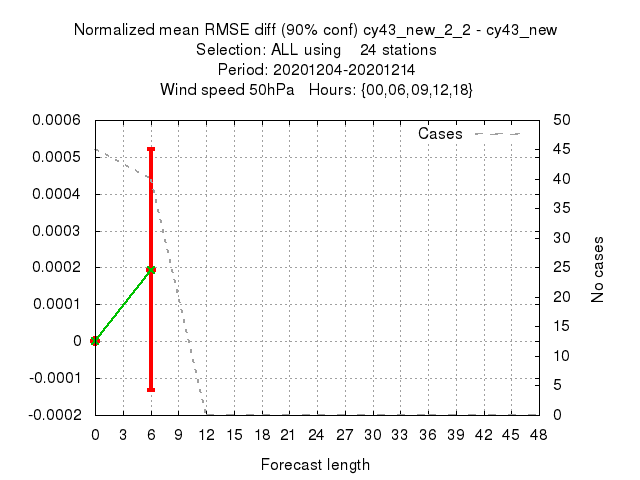 Normalized mean RMSE diff (90% conf) cy43_new_2_2 - cy43_new
Selection: ALL using    24 stations
Period: 20201204-20201214
Wind speed 50hPa   Hours: {00,06,09,12,18}
Cases
0.0006
0.0005
0.0004
0.0003
0.0002
0.0001
0
-0.0001
-0.0002
50
45
40
35
30
25
20
15
10
5
0
No cases
0 3 6 9 12 15 18 21 24 27 30 33 36 39 42 45 48
Forecast length